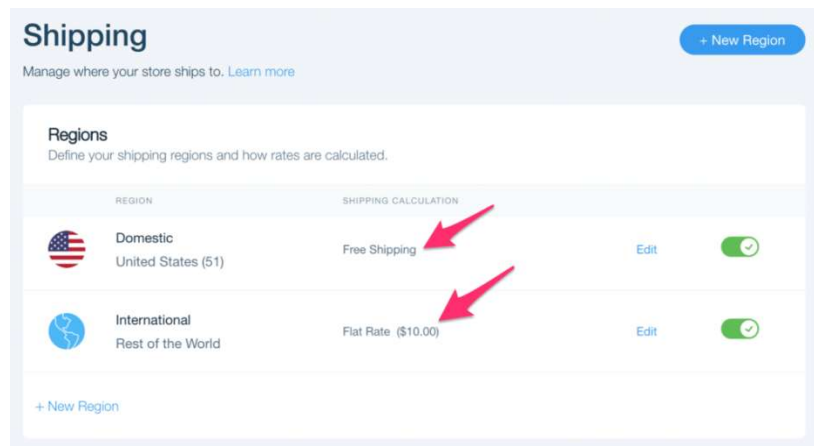 Shipping
+ New Region
Manage where your store ships to. Learn more
Regions
Define your shipping regions and how rates are calculated.
REGION SHIPPING CALCULATION
Domestic
United States (51)
Free Shipping
Edit
International
Rest of the World
Flat Rate ($10.00)
Edit
+ New Region